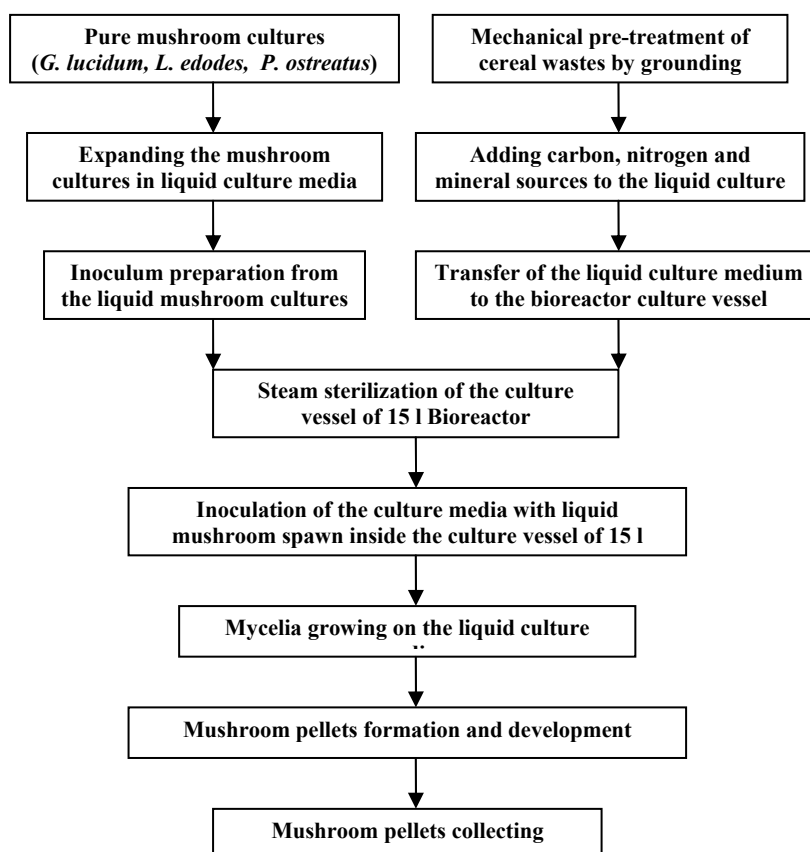 Pure mushroom cultures
(G. lucidum, L. edodes, P. ostreatus)
Mechanical pre-treatment of
cereal wastes by grounding
Expanding the mushroom
cultures in liquid culture media
Adding carbon, nitrogen and
mineral sources to the liquid culture
Inoculum preparation from
the liquid mushroom cultures
Transfer of the liquid culture medium
to the bioreactor culture vessel
Steam sterilization of the culture
vessel of 15 l Bioreactor
Inoculation of the culture media with liquid
mushroom spawn inside the culture vessel of 15 l
Mycelia growing on the liquid culture
Mushroom pellets formation and development
Mushroom pellets collecting